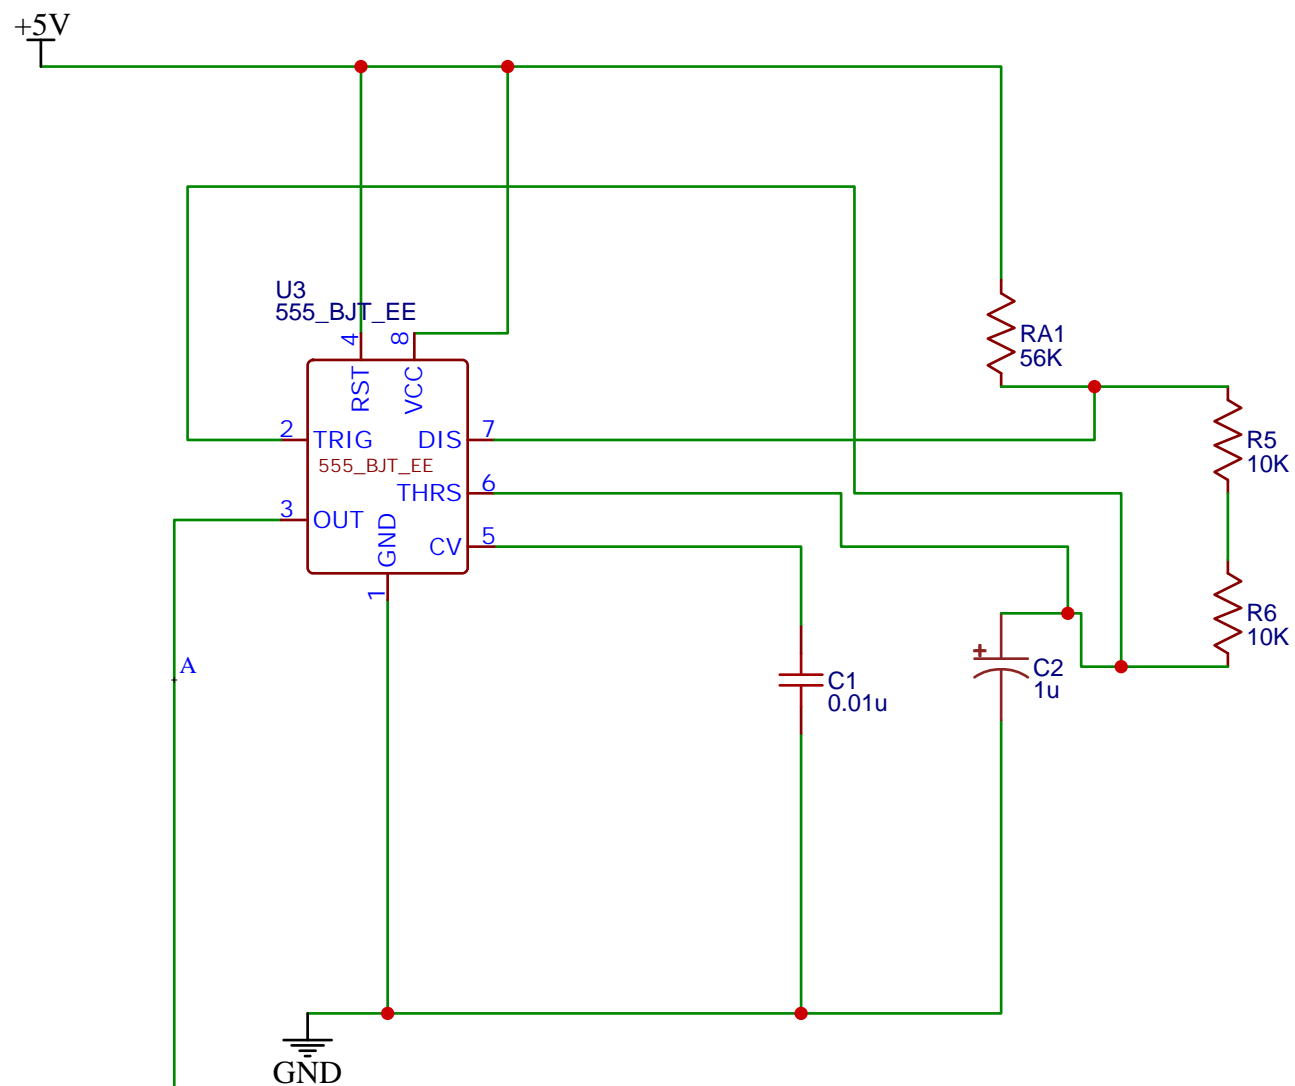 +5V
U3
555_BJT_EE
4
8
RST
VCC
RA1
56K
2
TRIG
DIS
7
555_BJT_EE
THRS
6
3
OUT
GND
CV
5
1
R5
10K
R6
10K
A
+
C1
0.01u
C2
1u
GND